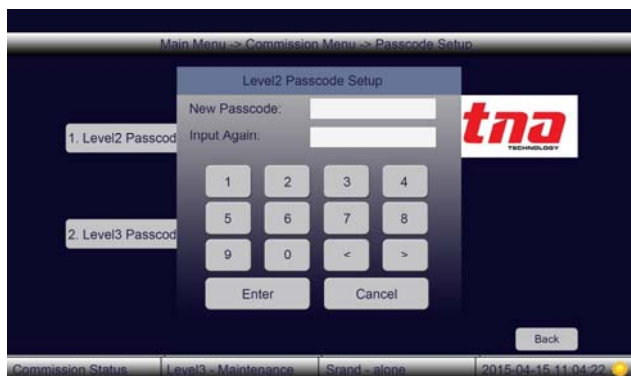 Main Menu -> Commission Menu -> Passcode Setup
Level2 Passcode Setup
New Passcode:
Input Again:
1. Level2 Passcod
tna
TECHNOLOGY
1 2 3 4
5 6 7 8
2. Level3 Passcod
9 0 < >
Enter Cancel
Back
Commission Status Level3 - Maintenance Srand - alone 2015-04-15 11:04:22